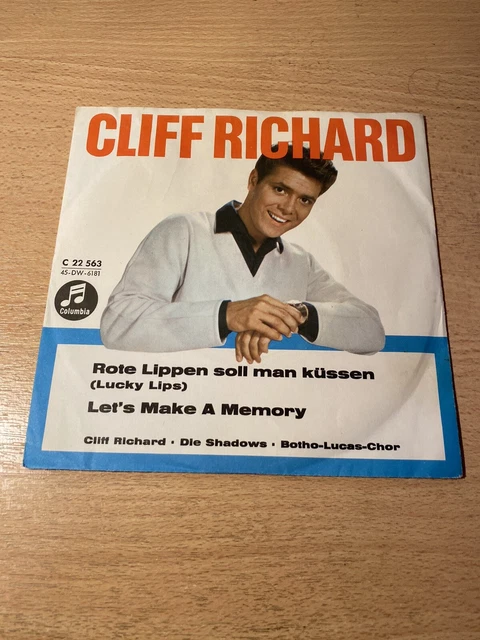 CLIFF RICHARD
C 22 563
45-DW-6181
Columbia
Rote Lippen soll man küssen
(Lucky Lips)
Let's Make A Memory
Cliff Richard · Die Shadows · Botho-Lucas-Chor